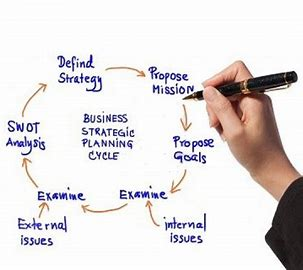 Defind
Strategy
Propose
Mission
SWOT
Analysis
BUSINESS
STRATEGIC
PLANNING
CYCLE
Propose
Goals
Examine
Examine
External
issues
internal
issues